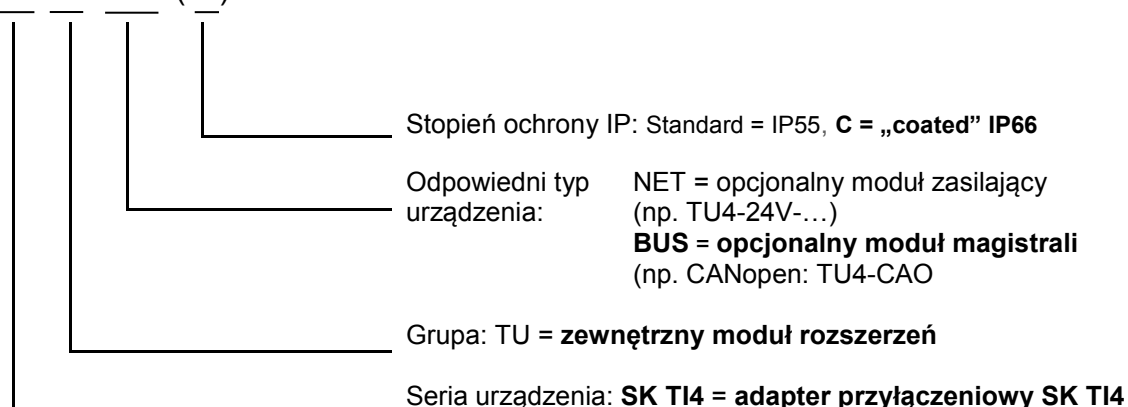 Stopień ochrony IP: Standard = IP55, C = „coated” IP66
Odpowiedni typ urządzenia:
NET = opcjonalny moduł zasilający
(np. TU4-24V-…)
BUS = opcjonalny moduł magistrali
(np. CANopen: TU4-CAO
Grupa: TU = zewnętrzny moduł rozszerzeń
Seria urządzenia: SK TI4 = adapter przyłączeniowy SK TI4